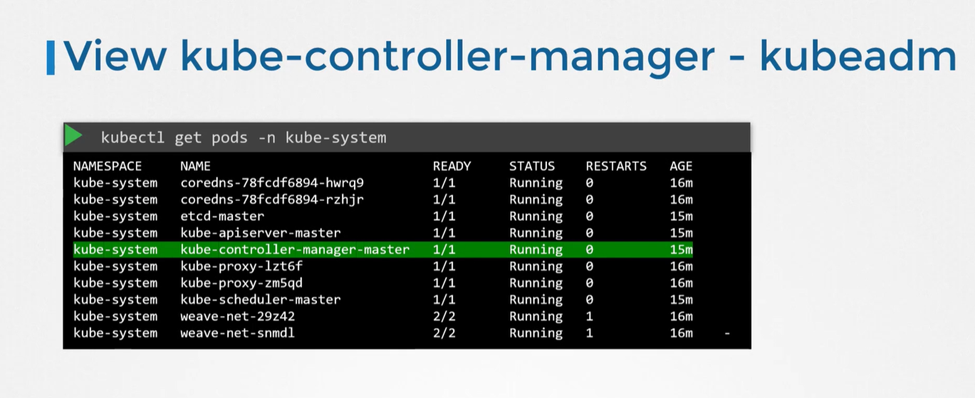 View kube-controller-manager - kubeadm
kubectl get pods -n kube-system
NAMESPACE NAME READY STATUS RESTARTS AGE
kube-system coredns-78fcdf6894-hwrq9 1/1 Running 0 16m
kube-system coredns-78fcdf6894-rzhjr 1/1 Running 0 16m
kube-system etcd-master 1/1 Running 0 15m
kube-system kube-apiserver-master 1/1 Running 0 15m
kube-system kube-controller-manager-master 1/1 Running 0 15m
kube-system kube-proxy-lzt6f 1/1 Running 0 16m
kube-system kube-proxy-zm5qd 1/1 Running 0 16m
kube-system kube-scheduler-master 1/1 Running 0 15m
kube-system weave-net-29z42 2/2 Running 1 16m
kube-system weave-net-snmdl 2/2 Running 1 16m -